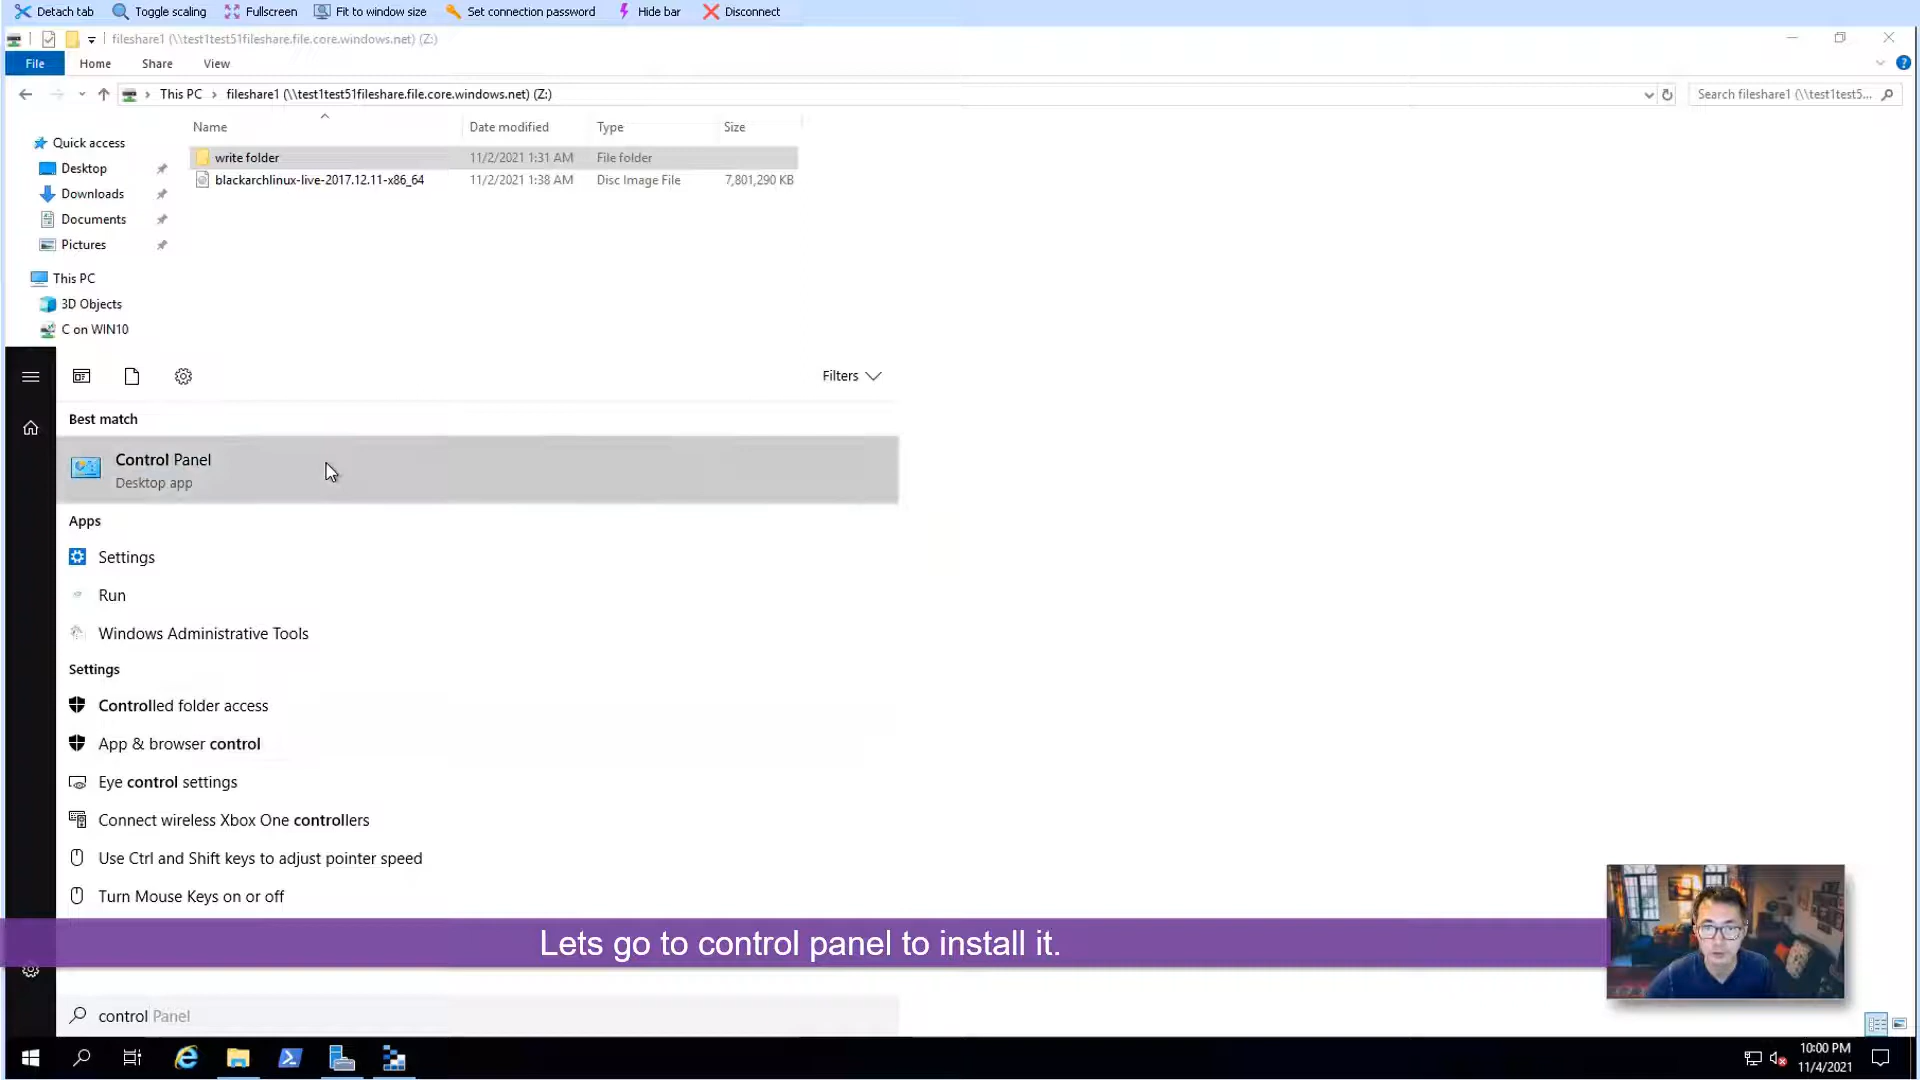 Detach tab Toggle scaling Fullscreen Fit to window size Set connection password Hide bar Disconnect
fileshare1 (\\test1test51fileshare.file.core.windows.net) (Z:)
File Home Share View
This PC fileshare1 (\\test1test51fileshare.file.core.windows.net) (Z:) Search fileshare1 (\\test1test5...
Name Date modified Type Size
Quick access
write folder 11/2/2021 1:31 AM File folder
Desktop
blackarchlinux-live-2017.12.11-x86_64 11/2/2021 1:38 AM Disc Image File 7,801,290 KB
Downloads
Documents
Pictures
This PC
3D Objects
C on WIN10
Filters
Best match
Control Panel
Desktop app
Apps
Settings
Run
Windows Administrative Tools
Settings
Controlled folder access
App & browser control
Eye control settings
Connect wireless Xbox One controllers
Use Ctrl and Shift keys to adjust pointer speed
Turn Mouse Keys on or off
Lets go to control panel to install it.
control Panel
10:00 PM
11/4/2021